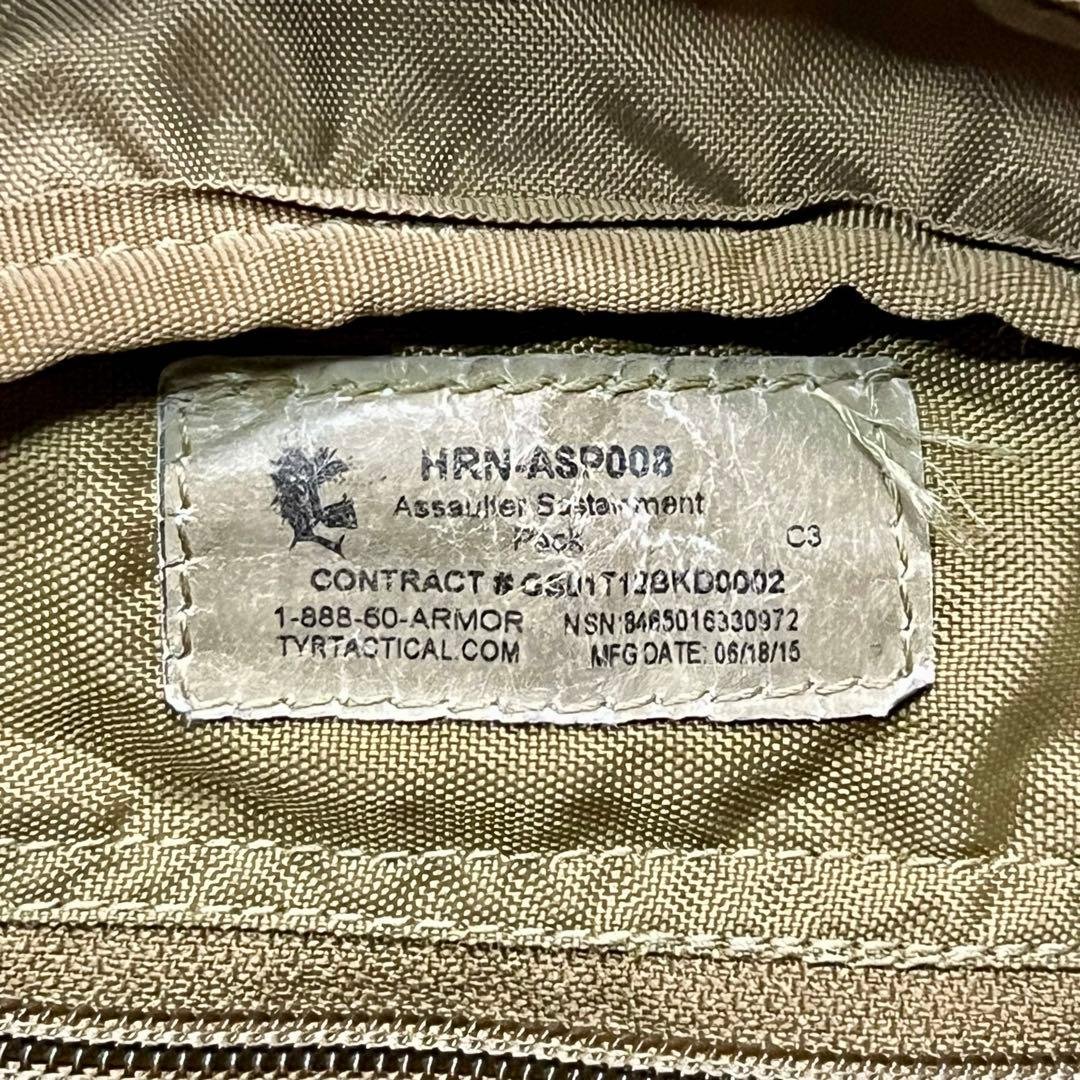 HRN-ASP008
Assaulter Sustainment
Pack
C3
CONTRACT # GS01T12BKD0002
1-888-60-ARMOR NSN: 8465016330972
TYRTACTICAL.COM MFG DATE: 06/18/15